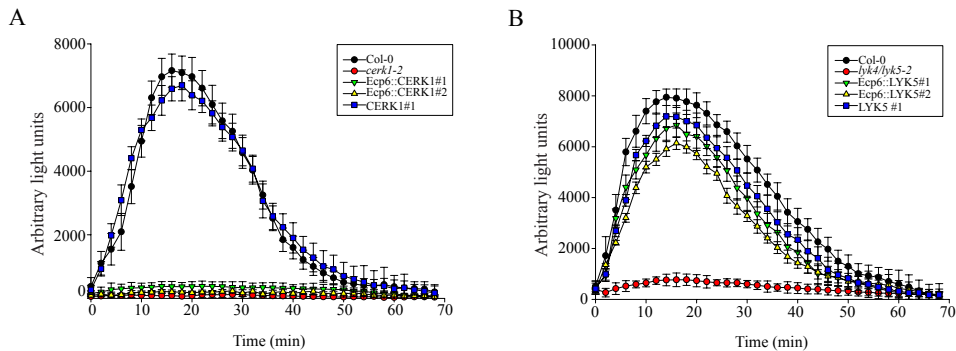 A
Arbitrary light units
8000
6000
4000
2000
0
0 10 20 30 40 50 60 70
Time (min)
Col-0
cerk1-2
Ecp6::CERK1#1
Ecp6::CERK1#2
CERK1#1
B
Arbitrary light units
10000
8000
6000
4000
2000
0
0 10 20 30 40 50 60 70
Time (min)
Col-0
lyk4/lyk5-2
Ecp6::LYK5#1
Ecp6::LYK5#2
LYK5 #1